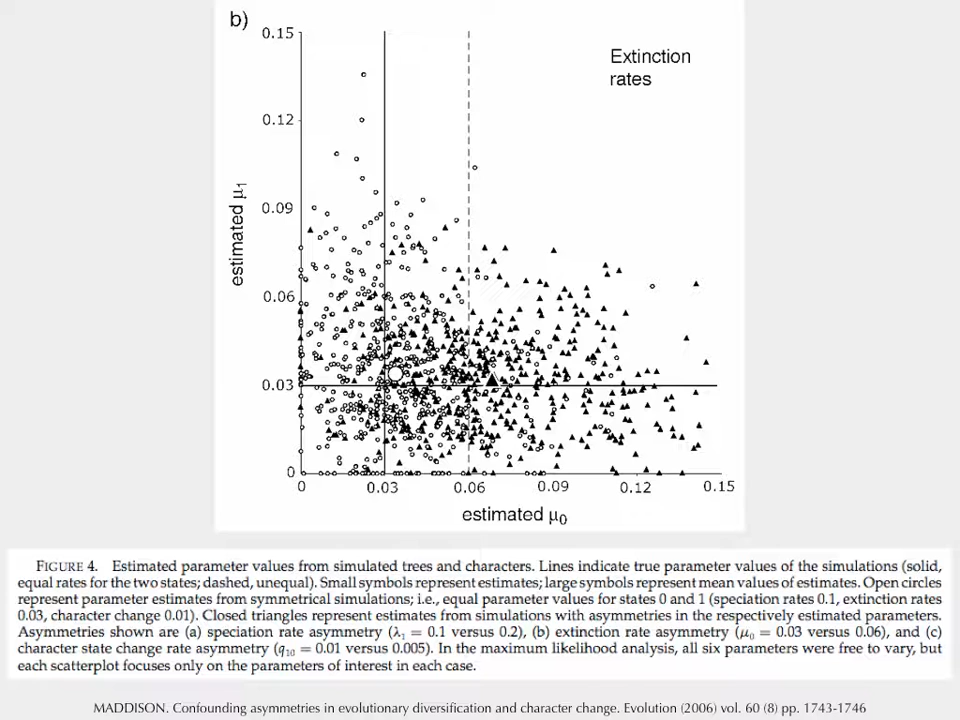 b)
Extinction
rates
0.15
0.12
0.09
0.06
0.03
0
estimated μ1
0 0.03 0.06 0.09 0.12 0.15
estimated μ0
FIGURE 4. Estimated parameter values from simulated trees and characters. Lines indicate true parameter values of the simulations (solid,
equal rates for the two states; dashed, unequal). Small symbols represent estimates; large symbols represent mean values of estimates. Open circles
represent parameter estimates from symmetrical simulations; i.e., equal parameter values for states 0 and 1 (speciation rates 0.1, extinction rates
0.03, character change 0.01). Closed triangles represent estimates from simulations with asymmetries in the respectively estimated parameters.
Asymmetries shown are (a) speciation rate asymmetry (λ1 = 0.1 versus 0.2), (b) extinction rate asymmetry (μ0 = 0.03 versus 0.06), and (c)
character state change rate asymmetry (q10 = 0.01 versus 0.005). In the maximum likelihood analysis, all six parameters were free to vary, but
each scatterplot focuses only on the parameters of interest in each case.
MADDISON. Confounding asymmetries in evolutionary diversification and character change. Evolution (2006) vol. 60 (8) pp. 1743-1746